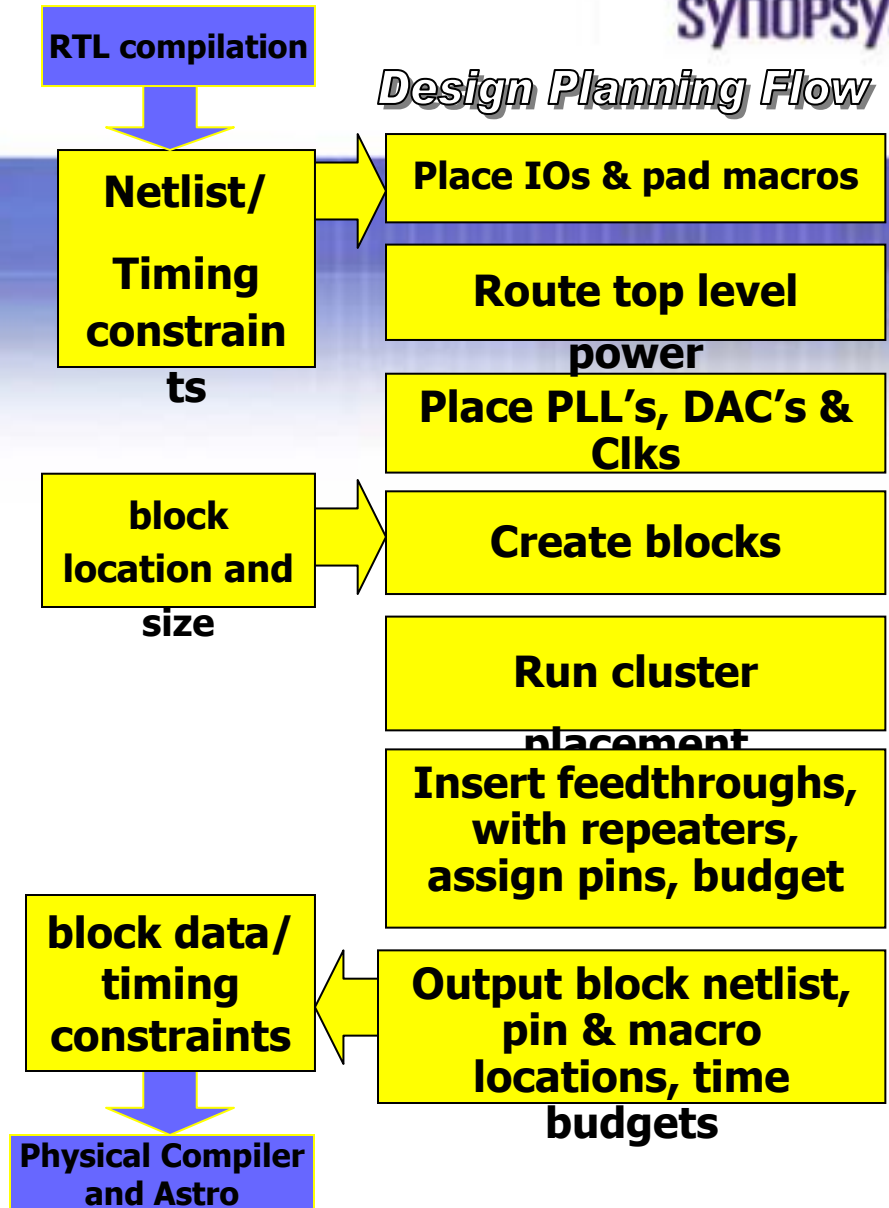 SYNOPSYS
Design Planning Flow
RTL compilation
Netlist/
Timing
constrain
ts
Place IOs & pad macros
Route top level
power
Place PLL’s, DAC’s &
Clks
block
location and
size
Create blocks
Run cluster
placement
Insert feedthroughs,
with repeaters,
assign pins, budget
block data/
timing
constraints
Output block netlist,
pin & macro
locations, time
budgets
Physical Compiler
and Astro